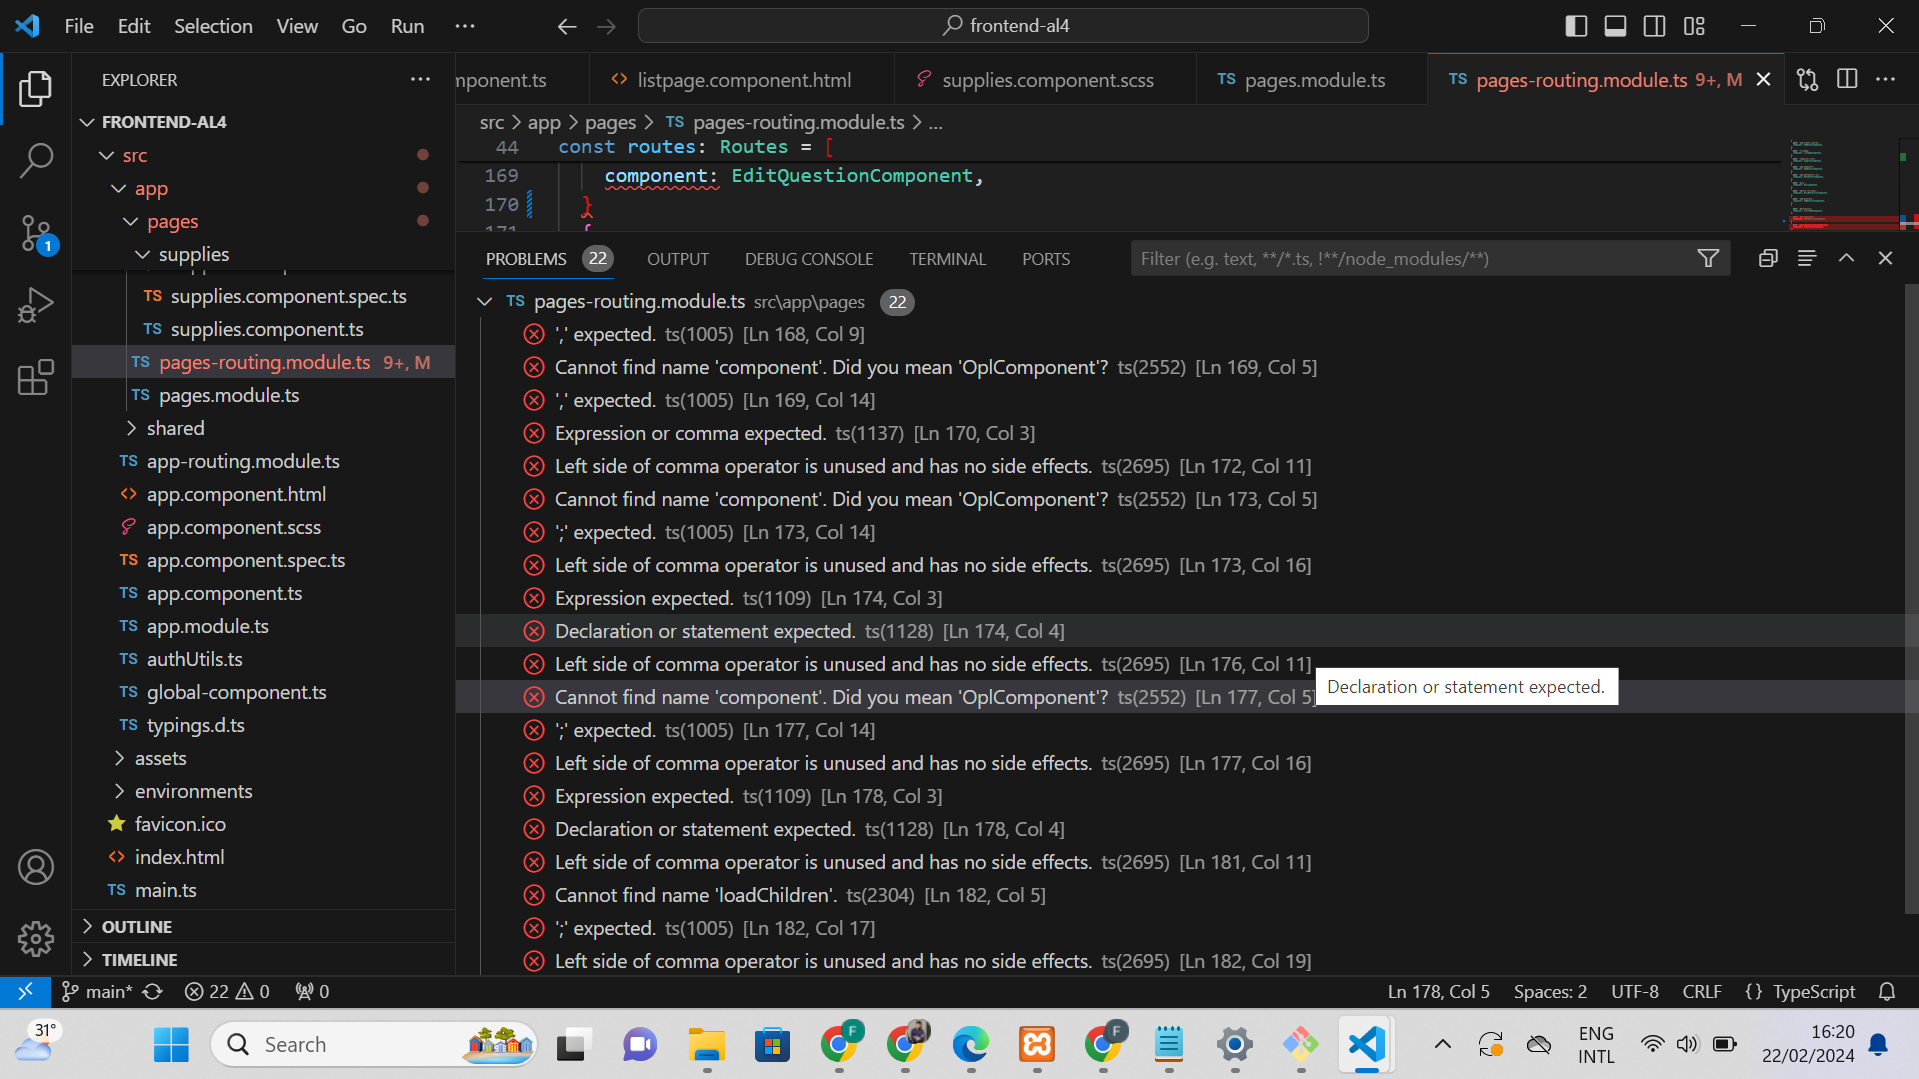 File Edit Selection View Go Run ··· frontend-al4
EXPLORER ···
mponent.ts
<> listpage.component.html
supplies.component.scss
TS pages.module.ts
TS pages-routing.module.ts 9+, M
FRONTEND-AL4
src
app
pages
supplies
TS supplies.component.spec.ts
TS supplies.component.ts
TS pages-routing.module.ts 9+, M
TS pages.module.ts
shared
TS app-routing.module.ts
<> app.component.html
app.component.scss
TS app.component.spec.ts
TS app.component.ts
TS app.module.ts
TS authUtils.ts
TS global-component.ts
TS typings.d.ts
assets
environments
favicon.ico
<> index.html
TS main.ts
OUTLINE
TIMELINE
1
src > app > pages > TS pages-routing.module.ts > ...
44 const routes: Routes = [
169 component: EditQuestionComponent,
170 }
171 {
PROBLEMS 22 OUTPUT DEBUG CONSOLE TERMINAL PORTS
Filter (e.g. text, **/*.ts, !**/node_modules/**)
TS pages-routing.module.ts src\app\pages 22
',' expected. ts(1005) [Ln 168, Col 9]
Cannot find name 'component'. Did you mean 'OplComponent'? ts(2552) [Ln 169, Col 5]
',' expected. ts(1005) [Ln 169, Col 14]
Expression or comma expected. ts(1137) [Ln 170, Col 3]
Left side of comma operator is unused and has no side effects. ts(2695) [Ln 172, Col 11]
Cannot find name 'component'. Did you mean 'OplComponent'? ts(2552) [Ln 173, Col 5]
';' expected. ts(1005) [Ln 173, Col 14]
Left side of comma operator is unused and has no side effects. ts(2695) [Ln 173, Col 16]
Expression expected. ts(1109) [Ln 174, Col 3]
Declaration or statement expected. ts(1128) [Ln 174, Col 4]
Left side of comma operator is unused and has no side effects. ts(2695) [Ln 176, Col 11]
Declaration or statement expected.
Cannot find name 'component'. Did you mean 'OplComponent'? ts(2552) [Ln 177, Col 5]
';' expected. ts(1005) [Ln 177, Col 14]
Left side of comma operator is unused and has no side effects. ts(2695) [Ln 177, Col 16]
Expression expected. ts(1109) [Ln 178, Col 3]
Declaration or statement expected. ts(1128) [Ln 178, Col 4]
Left side of comma operator is unused and has no side effects. ts(2695) [Ln 181, Col 11]
Cannot find name 'loadChildren'. ts(2304) [Ln 182, Col 5]
';' expected. ts(1005) [Ln 182, Col 17]
Left side of comma operator is unused and has no side effects. ts(2695) [Ln 182, Col 19]
main* 22 0 0 Ln 178, Col 5 Spaces: 2 UTF-8 CRLF {} TypeScript
31°
Search
F
F
ENG
INTL
16:20
22/02/2024